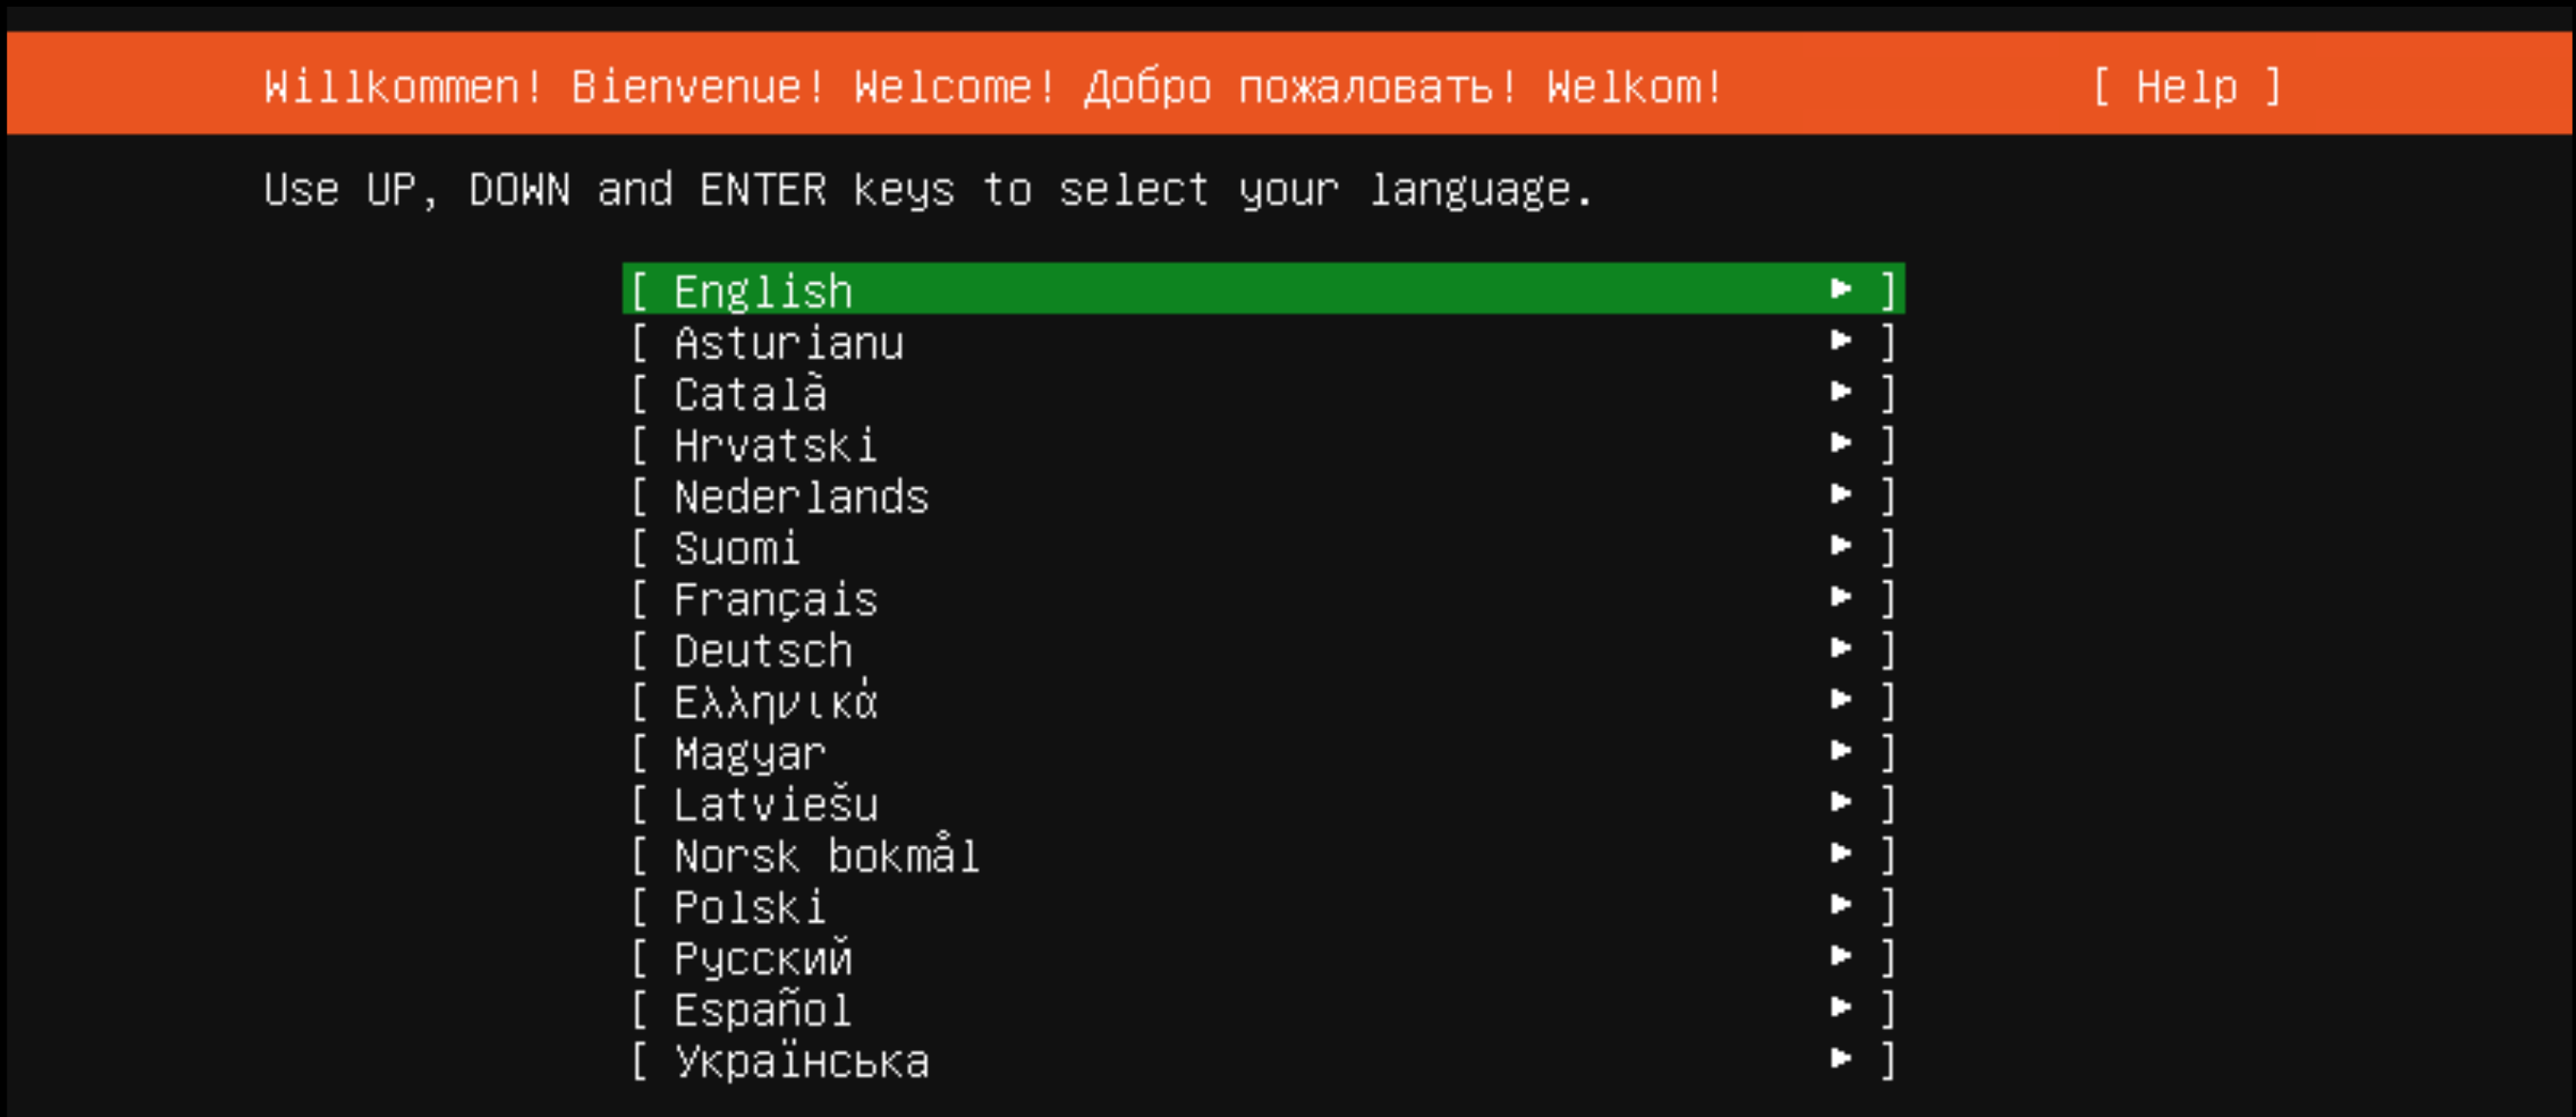 Willkommen! Bienvenue! Welcome! Добро пожаловать! Welkom! [ Help ]
Use UP, DOWN and ENTER keys to select your language.
[ English ► ]
[ Asturianu ► ]
[ Català ► ]
[ Hrvatski ► ]
[ Nederlands ► ]
[ Suomi ► ]
[ Français ► ]
[ Deutsch ► ]
[ Ελληνικά ► ]
[ Magyar ► ]
[ Latviešu ► ]
[ Norsk bokmål ► ]
[ Polski ► ]
[ Русский ► ]
[ Español ► ]
[ Українська ► ]